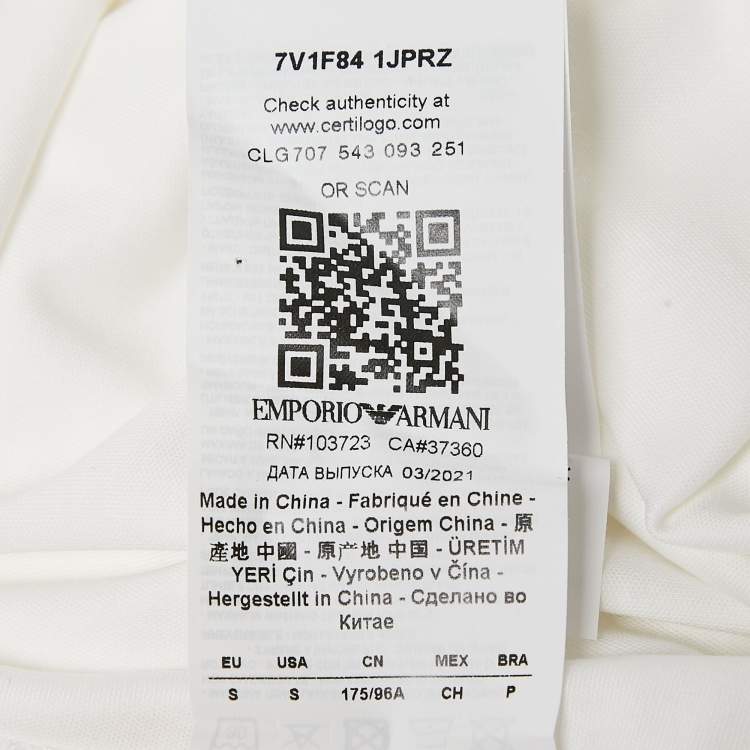 7V1F84 1JPRZ
Check authenticity at
www.certilogo.com
CLG707 543 093 251
OR SCAN
EMPORIO ARMANI
RN#103723 CA#37360
ДАТА ВЫПУСКА 03/2021
Made in China - Fabriqué en Chine -
Hecho en China - Origem China - 原
產地 中國 - 原产地 中国 - ÜRETİM
YERİ Çin - Vyrobeno v Čína -
Hergestellt in China - Сделано во
Китае
EU USA CN MEX BRA
S S 175/96A CH P